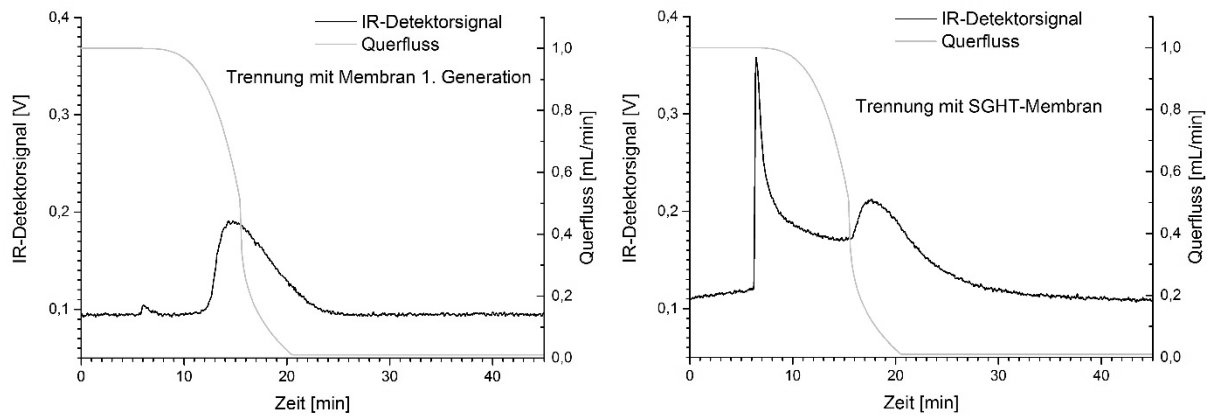 IR-Detektorsignal
Querfluss
Trennung mit Membran 1. Generation
IR-Detektorsignal [V]
0,4
0,3
0,2
0,1
Querfluss [mL/min]
1,0
0,8
0,6
0,4
0,2
0,0
0 10 20 30 40
Zeit [min]
IR-Detektorsignal
Querfluss
Trennung mit SGHT-Membran
IR-Detektorsignal [V]
0,4
0,3
0,2
0,1
Querfluss [mL/min]
1,0
0,8
0,6
0,4
0,2
0,0
0 10 20 30 40
Zeit [min]